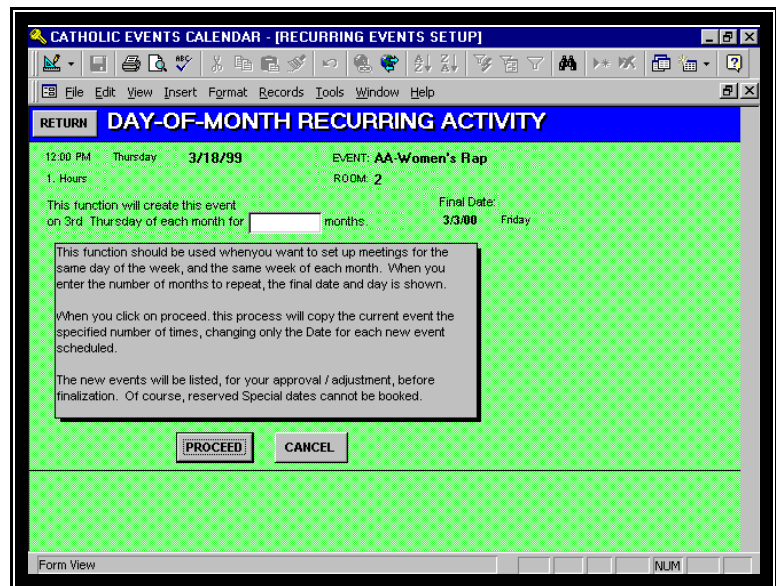 CATHOLIC EVENTS CALENDAR - [RECURRING EVENTS SETUP]
File Edit View Insert Format Records Tools Window Help
RETURN DAY-OF-MONTH RECURRING ACTIVITY
12:00 PM Thursday 3/18/99 EVENT: AA-Women's Rap
1. Hours ROOM: 2
This function will create this event Final Date:
on 3rd Thursday of each month for months. 3/3/00 Friday
This function should be used whenyou want to set up meetings for the
same day of the week, and the same week of each month. When you
enter the number of months to repeat, the final date and day is shown.
When you click on proceed. this process will copy the current event the
specified number of times, changing only the Date for each new event
scheduled.
The new events will be listed, for your approval / adjustment, before
finalization. Of course, reserved Special dates cannot be booked.
PROCEED CANCEL
Form View NUM